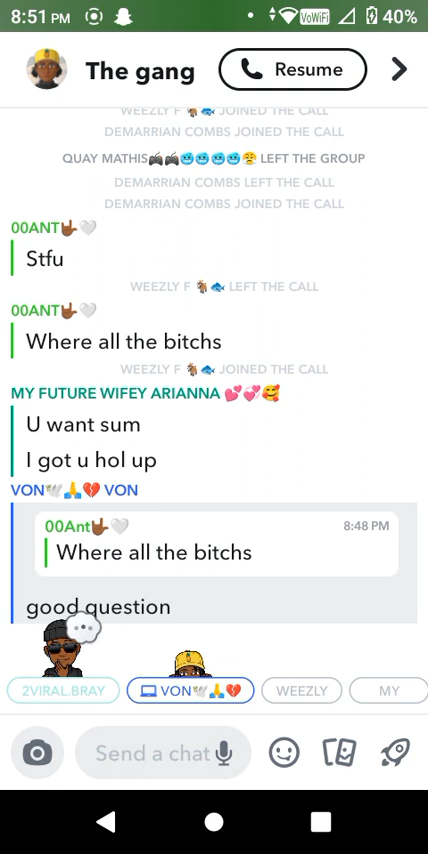 8:51 PM
VoWiFi
40%
The gang
Resume
WEEZLY F 🐐🐟 JOINED THE CALL
DEMARRIAN COMBS JOINED THE CALL
QUAY MATHIS🎮🎮🥶🥶🥶🥶😤 LEFT THE GROUP
DEMARRIAN COMBS LEFT THE CALL
DEMARRIAN COMBS JOINED THE CALL
00ANT🤟🏾🤍
Stfu
WEEZLY F 🐐🐟 LEFT THE CALL
00ANT🤟🏾🤍
Where all the bitchs
WEEZLY F 🐐🐟 JOINED THE CALL
MY FUTURE WIFEY ARIANNA 💕💞🥰
U want sum
I got u hol up
VON🕊️🙏💔 VON
00Ant🤟🏾🤍 8:48 PM
Where all the bitchs
good question
2VIRAL.BRAY VON🕊️🙏💔 WEEZLY MY
Send a chat